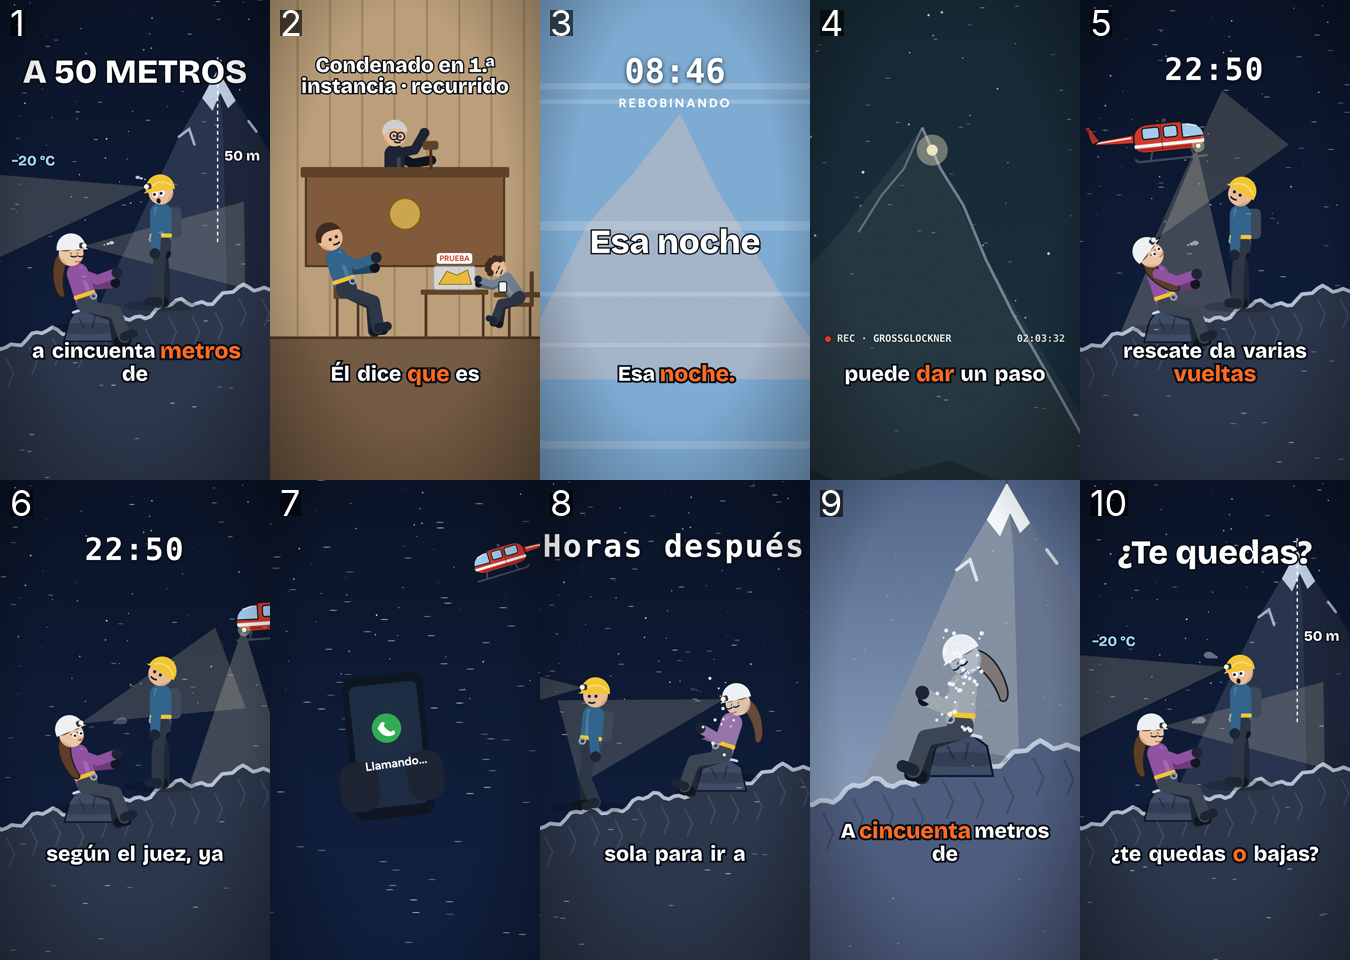 1
A 50 METROS
-20 °C
50 m
a cincuenta metros
de
2
Condenado en 1.ª
instancia · recurrido
PRUEBA
Él dice que es
3
08:46
REBOBINANDO
Esa noche
Esa noche.
4
REC · GROSSGLOCKNER
02:03:32
puede dar un paso
5
22:50
rescate da varias
vueltas
6
22:50
según el juez, ya
7
Llamando...
8
Horas después
sola para ir a
9
A cincuenta metros
de
10
¿Te quedas?
-20 °C
50 m
¿te quedas o bajas?